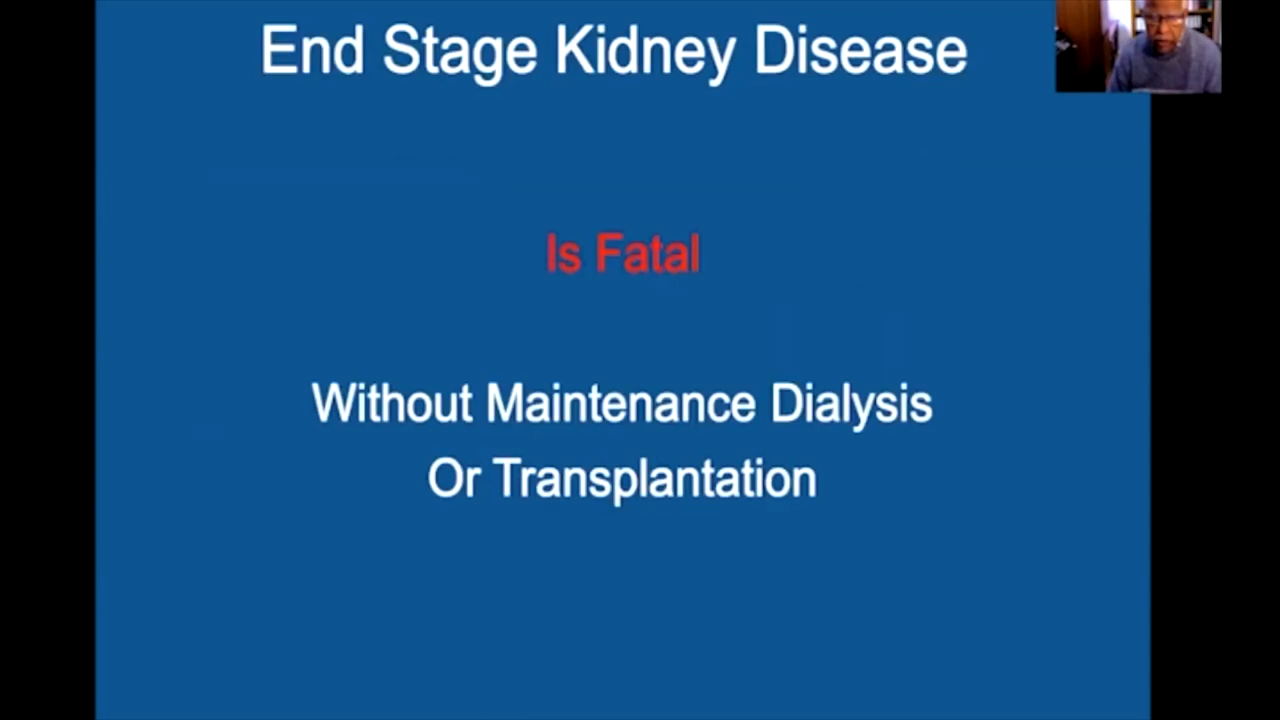 End Stage Kidney Disease
Is Fatal
Without Maintenance Dialysis
Or Transplantation